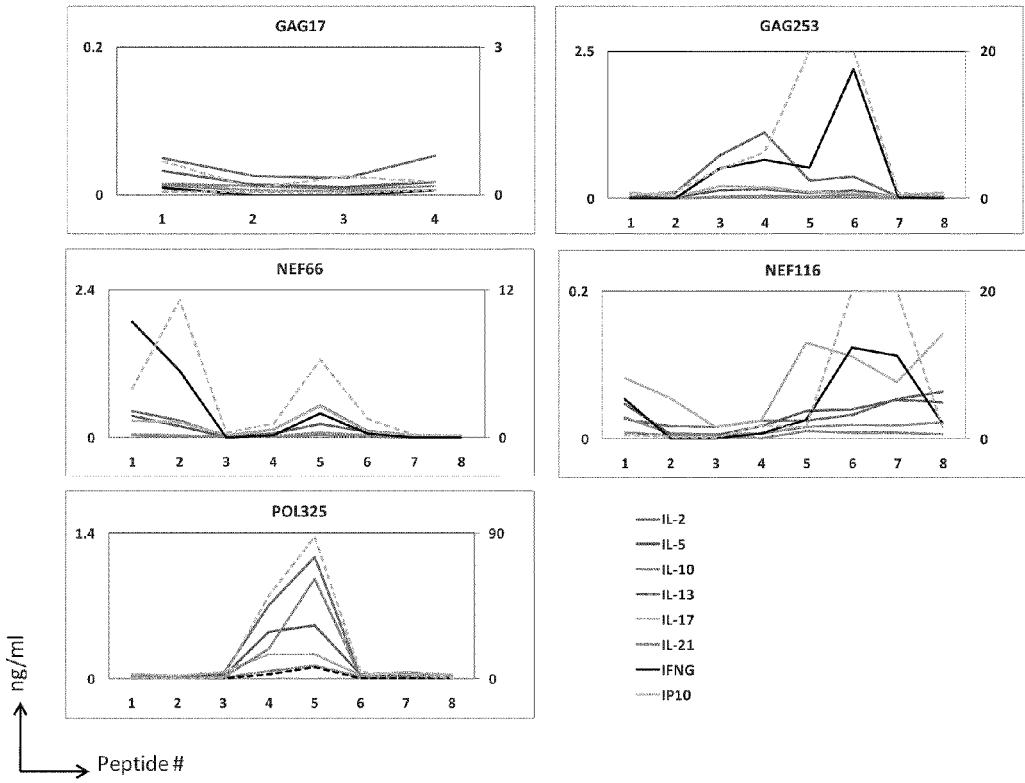 GAG17
0.2
3
0
0
1 2 3 4
GAG253
2.5
20
0
0
1 2 3 4 5 6 7 8
NEF66
2.4
12
0
0
1 2 3 4 5 6 7 8
NEF116
0.2
20
0
0
1 2 3 4 5 6 7 8
POL325
1.4
90
0
0
1 2 3 4 5 6 7 8
IL-2
IL-5
IL-10
IL-13
IL-17
IL-21
IFNG
IP10
ng/ml
Peptide #